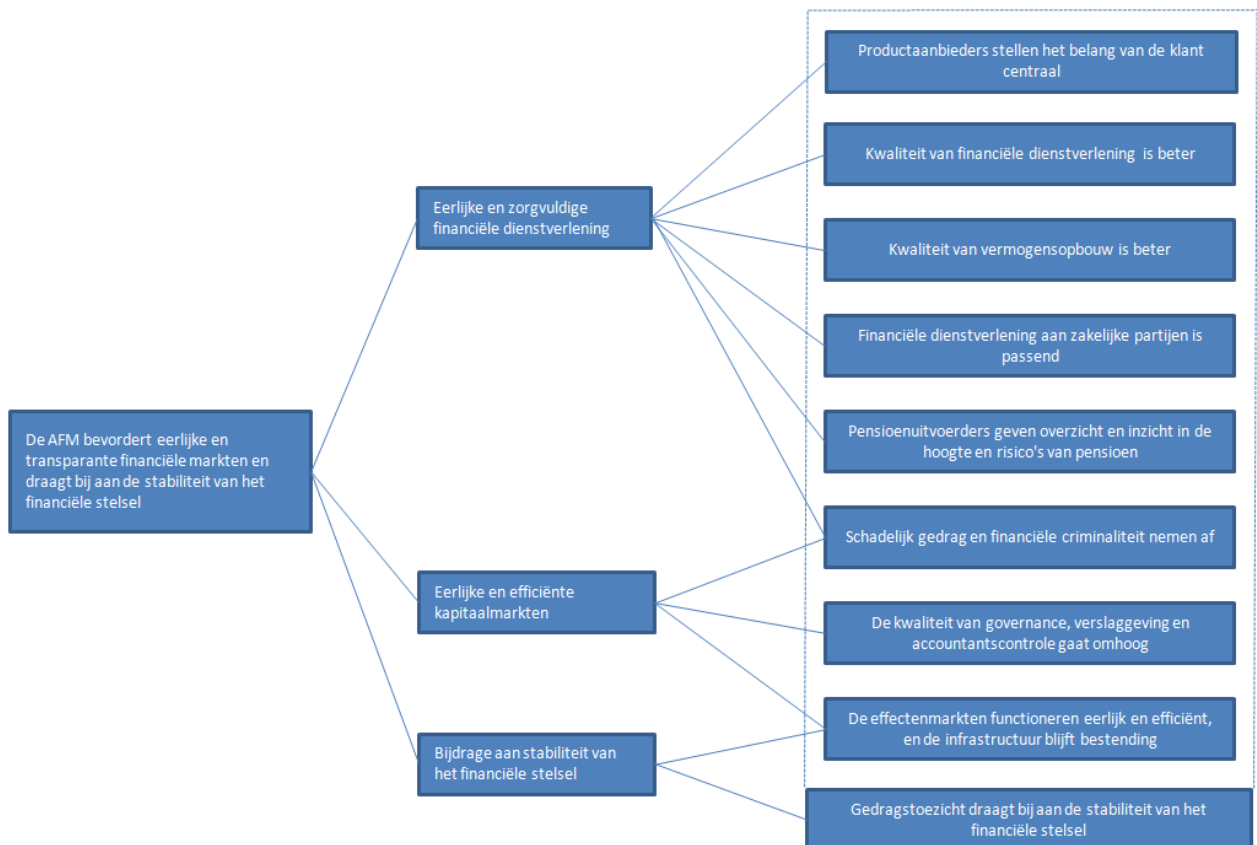 Productaanbieders stellen het belang van de klant
centraal
Kwaliteit van financiële dienstverlening is beter
Eerlijke en zorgvuldige
financiële dienstverlening
Kwaliteit van vermogensopbouw is beter
Financiële dienstverlening aan zakelijke partijen is
passend
De AFM bevordert eerlijke en
transparante financiële markten en
draagt bij aan de stabiliteit van het
financiële stelsel
Pensioenuitvoerders geven overzicht en inzicht in de
hoogte en risico's van pensioen
Schadelijk gedrag en financiële criminaliteit nemen af
Eerlijke en efficiënte
kapitaalmarkten
De kwaliteit van governance, verslaggeving en
accountantscontrole gaat omhoog
De effectenmarkten functioneren eerlijk en efficiënt,
en de infrastructuur blijft bestending
Bijdrage aan stabiliteit van
het financiële stelsel
Gedragstoezicht draagt bij aan de stabiliteit van het
financiële stelsel